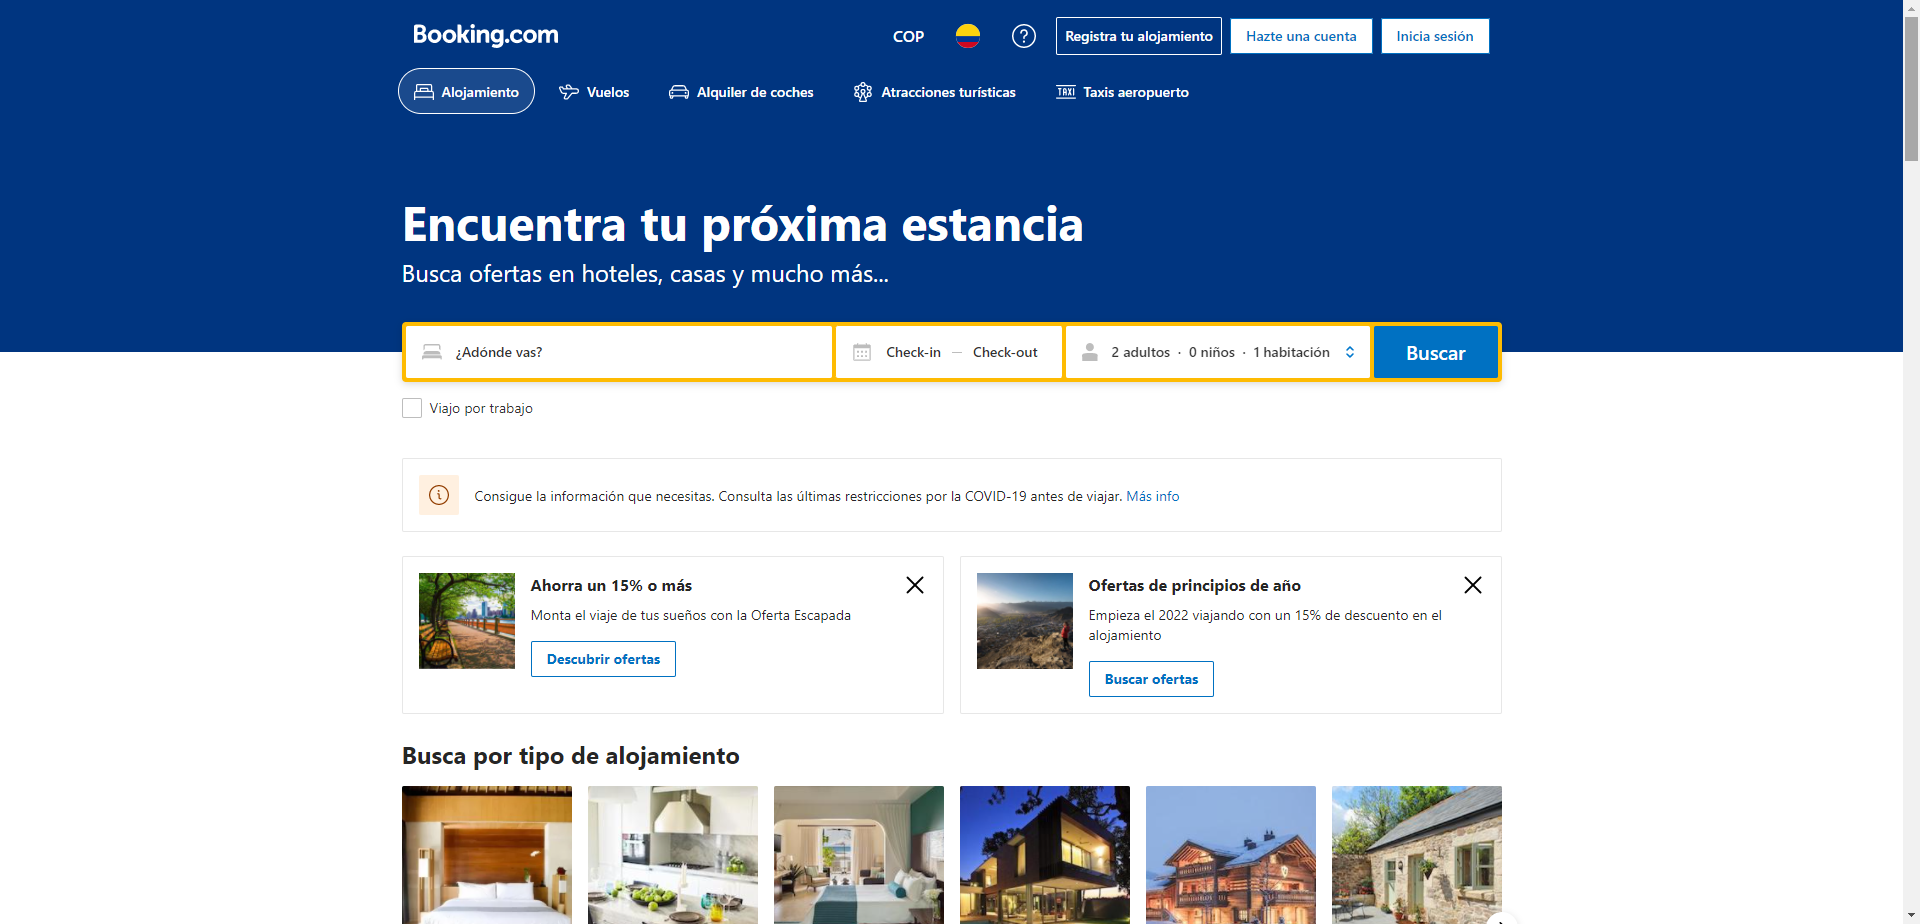 Booking.com
COP
Registra tu alojamiento
Hazte una cuenta
Inicia sesión
Alojamiento
Vuelos
Alquiler de coches
Atracciones turísticas
TAXI
Taxis aeropuerto
Encuentra tu próxima estancia
Busca ofertas en hoteles, casas y mucho más...
¿Adónde vas?
Check-in — Check-out
2 adultos · 0 niños · 1 habitación
Buscar
Viajo por trabajo
Consigue la información que necesitas. Consulta las últimas restricciones por la COVID-19 antes de viajar. Más info
Ahorra un 15% o más
Monta el viaje de tus sueños con la Oferta Escapada
Descubrir ofertas
Ofertas de principios de año
Empieza el 2022 viajando con un 15% de descuento en el
alojamiento
Buscar ofertas
Busca por tipo de alojamiento